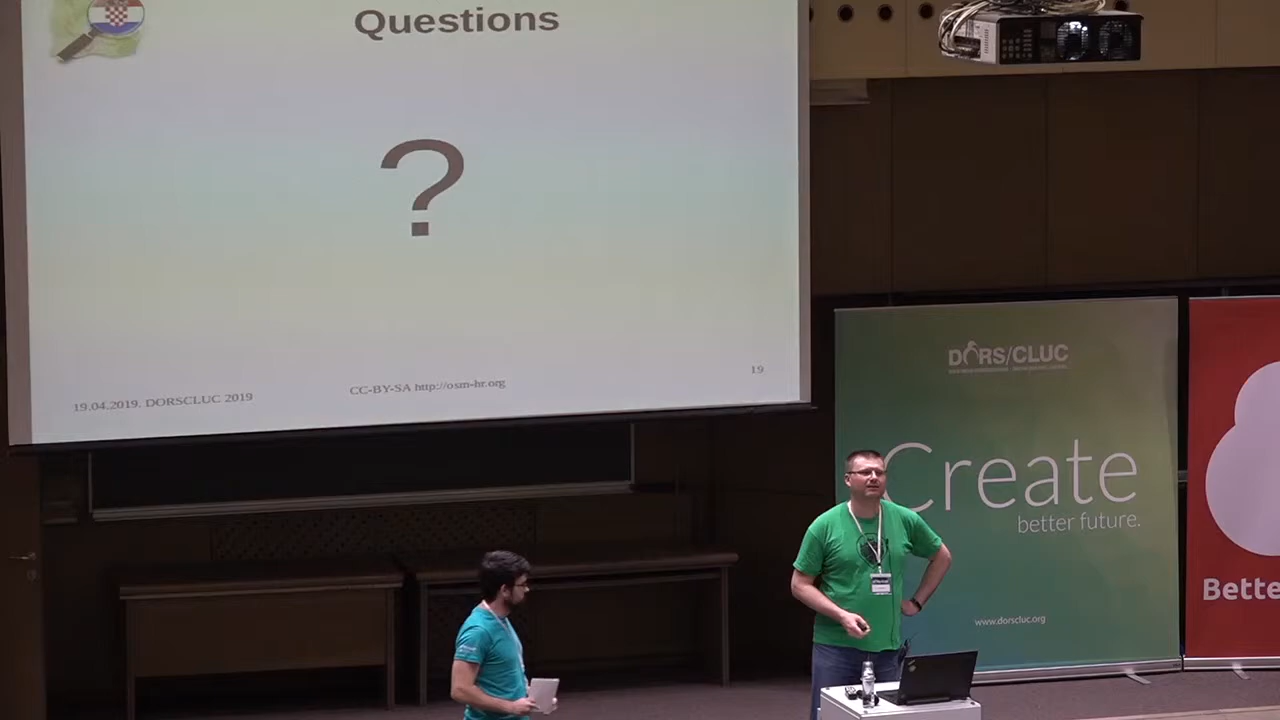 Questions
?
19.04.2019. DORSCLUC 2019
CC-BY-SA http://osm-hr.org
19
DORS/CLUC
Create
better future.
www.dorscluc.org
Bette